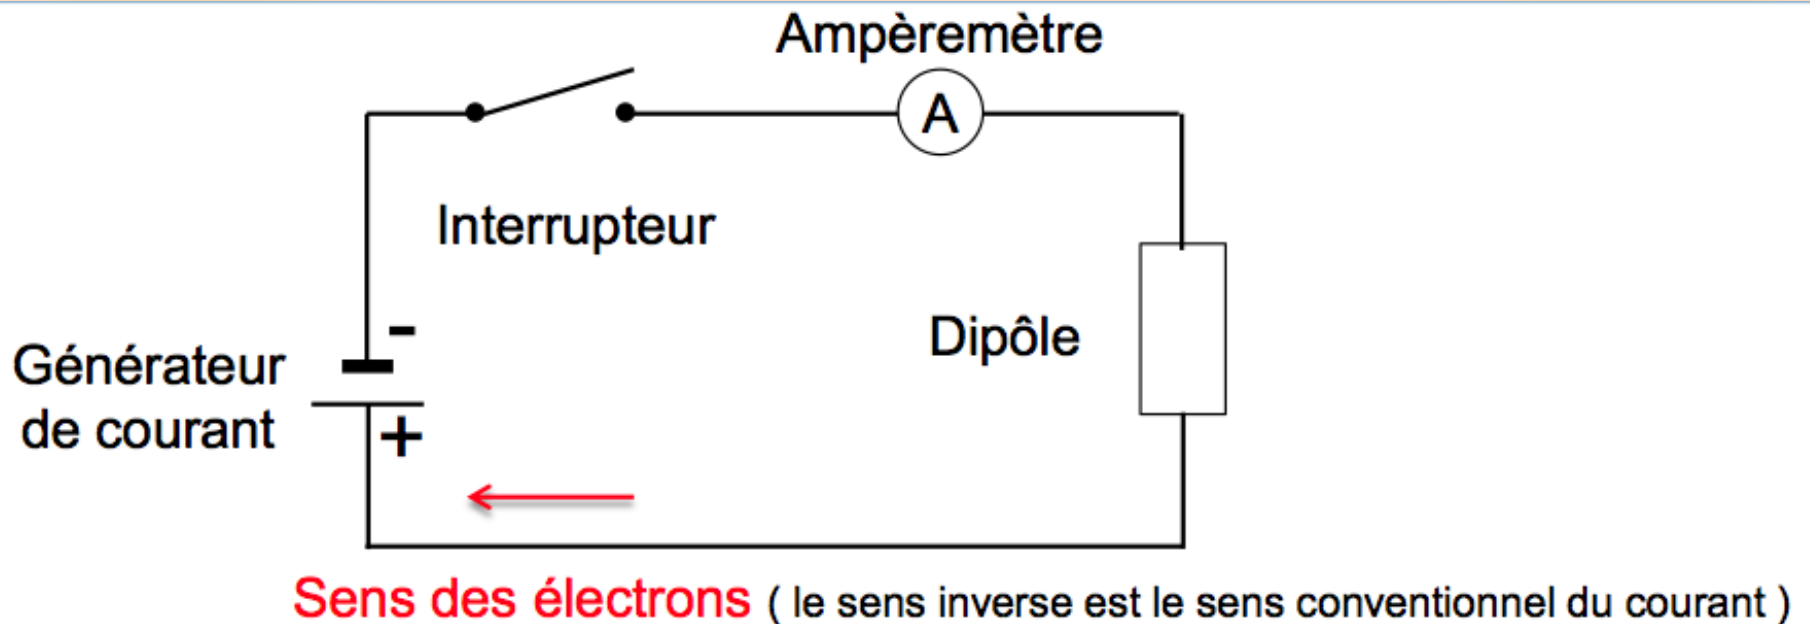 Ampèremètre
A
Interrupteur
-
Générateur
de courant
+
Dipôle
Sens des électrons ( le sens inverse est le sens conventionnel du courant )